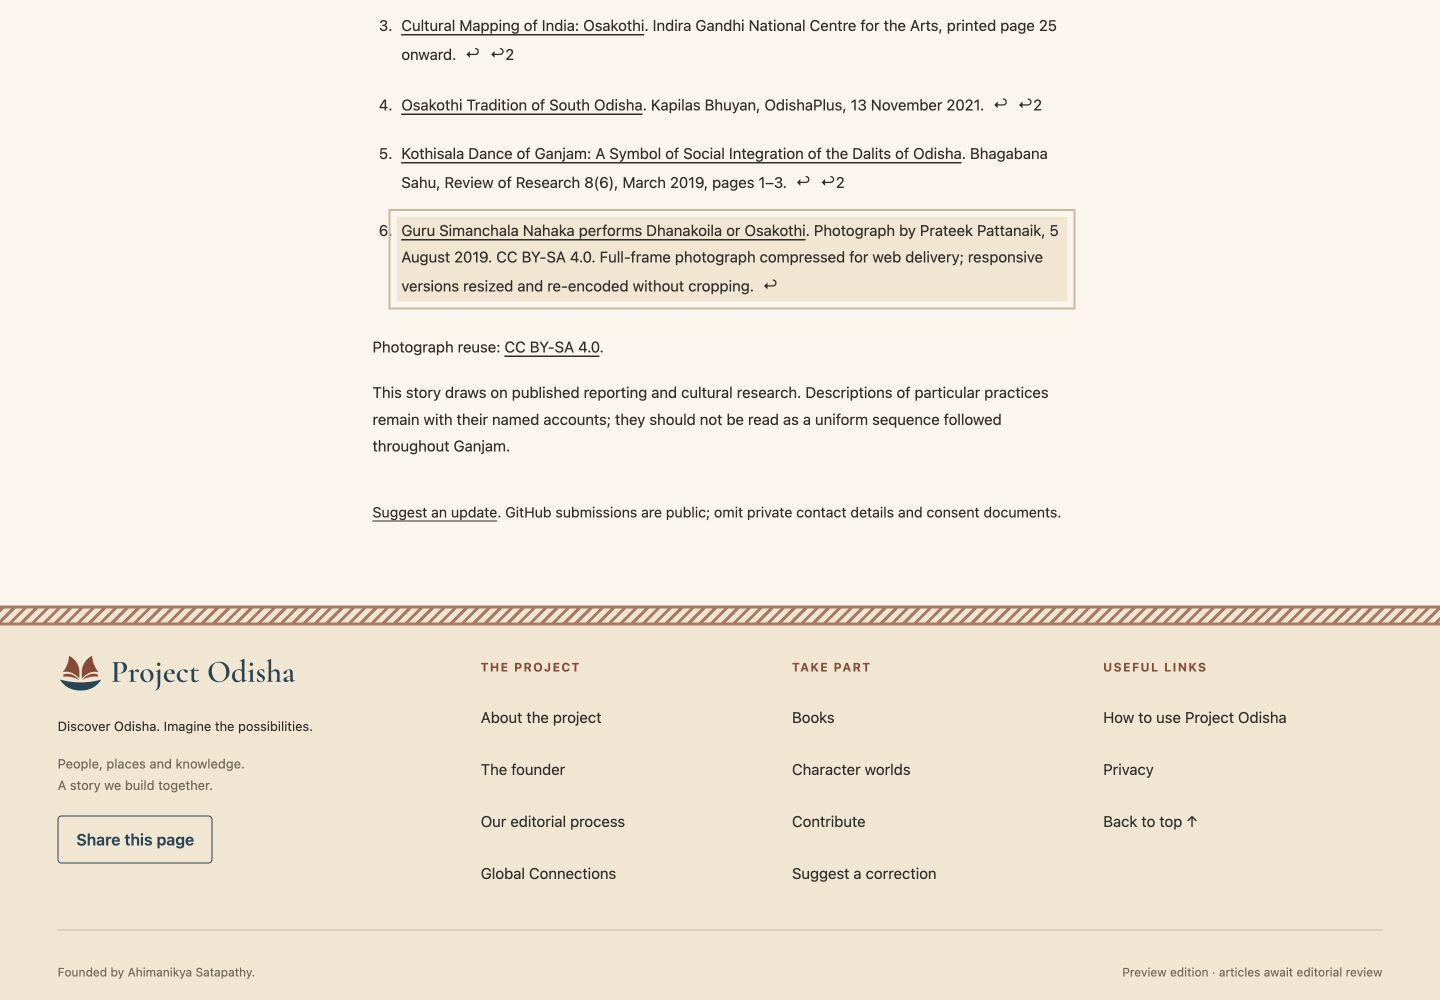 3. Cultural Mapping of India: Osakothi. Indira Gandhi National Centre for the Arts, printed page 25
onward. ↩ ↩2
4. Osakothi Tradition of South Odisha. Kapilas Bhuyan, OdishaPlus, 13 November 2021. ↩ ↩2
5. Kothisala Dance of Ganjam: A Symbol of Social Integration of the Dalits of Odisha. Bhagabana
Sahu, Review of Research 8(6), March 2019, pages 1–3. ↩ ↩2
6. Guru Simanchala Nahaka performs Dhanakoila or Osakothi. Photograph by Prateek Pattanaik, 5
August 2019. CC BY-SA 4.0. Full-frame photograph compressed for web delivery; responsive
versions resized and re-encoded without cropping. ↩
Photograph reuse: CC BY-SA 4.0.
This story draws on published reporting and cultural research. Descriptions of particular practices
remain with their named accounts; they should not be read as a uniform sequence followed
throughout Ganjam.
Suggest an update. GitHub submissions are public; omit private contact details and consent documents.
Project Odisha
Discover Odisha. Imagine the possibilities.
People, places and knowledge.
A story we build together.
Share this page
THE PROJECT
About the project
The founder
Our editorial process
Global Connections
TAKE PART
Books
Character worlds
Contribute
Suggest a correction
USEFUL LINKS
How to use Project Odisha
Privacy
Back to top ↑
Founded by Ahimanikya Satapathy.
Preview edition · articles await editorial review